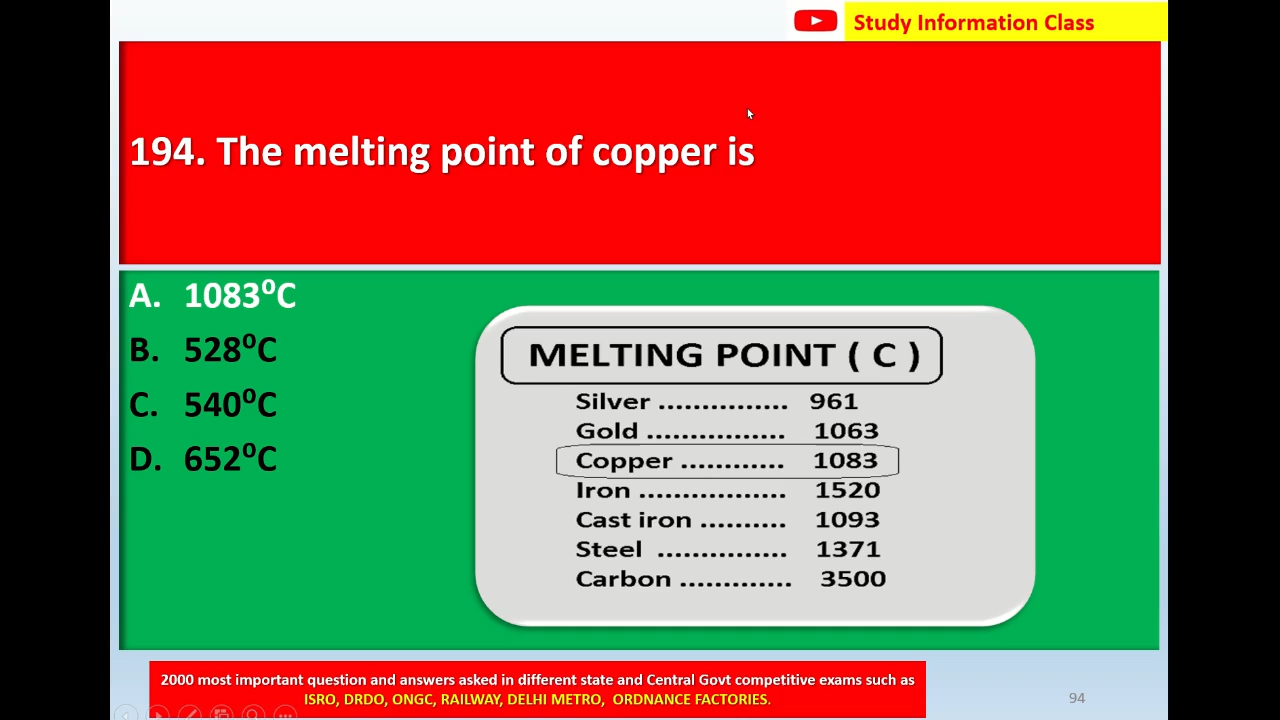 Study Information Class
194. The melting point of copper is
A. 1083⁰C
B. 528⁰C
C. 540⁰C
D. 652⁰C
MELTING POINT ( C )
Silver ............... 961
Gold ................ 1063
Copper ............ 1083
Iron ................. 1520
Cast iron .......... 1093
Steel ............... 1371
Carbon ............. 3500
2000 most important question and answers asked in different state and Central Govt competitive exams such as
ISRO, DRDO, ONGC, RAILWAY, DELHI METRO, ORDNANCE FACTORIES.
94